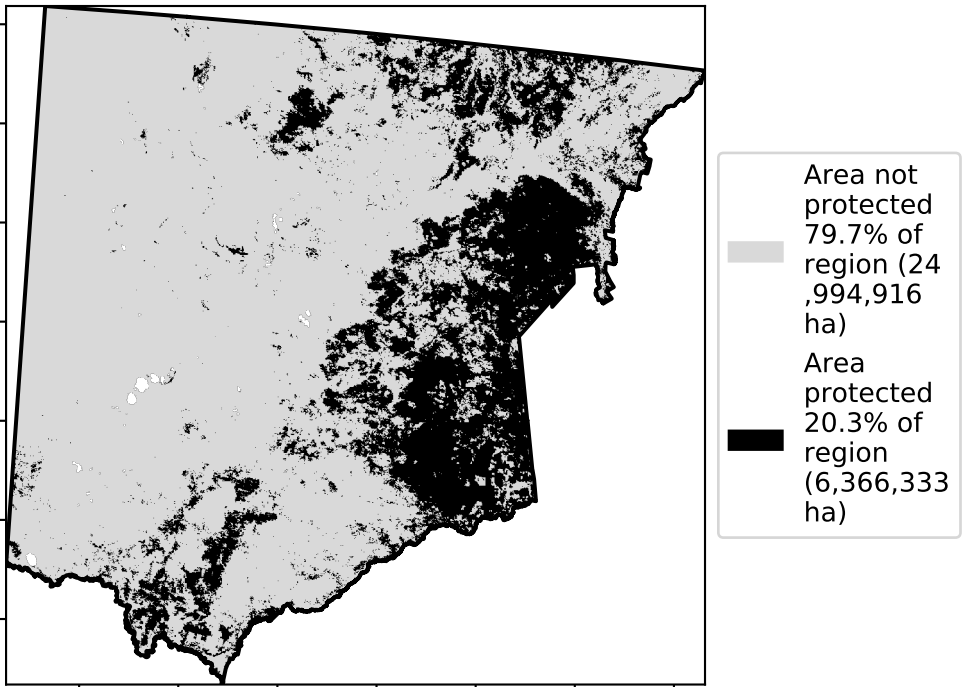 Area not
protected
79.7% of
region (24
,994,916
ha)
Area
protected
20.3% of
region
(6,366,333
ha)